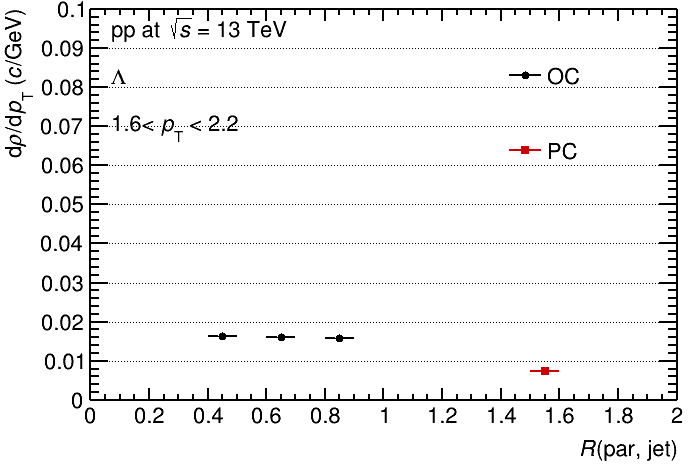 dρ/dp_T (c/GeV)
0.1
0.09
0.08
0.07
0.06
0.05
0.04
0.03
0.02
0.01
0
pp at √s = 13 TeV
Λ
1.6< p_T < 2.2
OC
PC
0 0.2 0.4 0.6 0.8 1 1.2 1.4 1.6 1.8 2
R(par, jet)